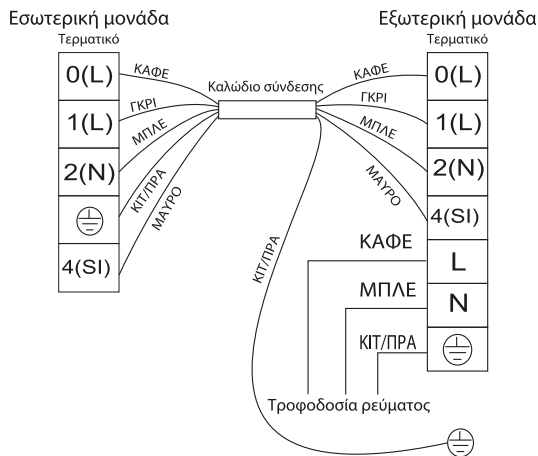 Εσωτερική μονάδα
Τερματικό
0(L)
1(L)
2(N)
4(SI)
ΚΑΦΕ
ΓΚΡΙ
ΜΠΛΕ
ΚΙΤ/ΠΡΑ
ΜΑΥΡΟ
Καλώδιο σύνδεσης
ΚΑΦΕ
ΓΚΡΙ
ΜΠΛΕ
ΜΑΥΡΟ
ΚΙΤ/ΠΡΑ
Εξωτερική μονάδα
Τερματικό
0(L)
1(L)
2(N)
4(SI)
ΚΑΦΕ
L
ΜΠΛΕ
N
ΚΙΤ/ΠΡΑ
Τροφοδοσία ρεύματος